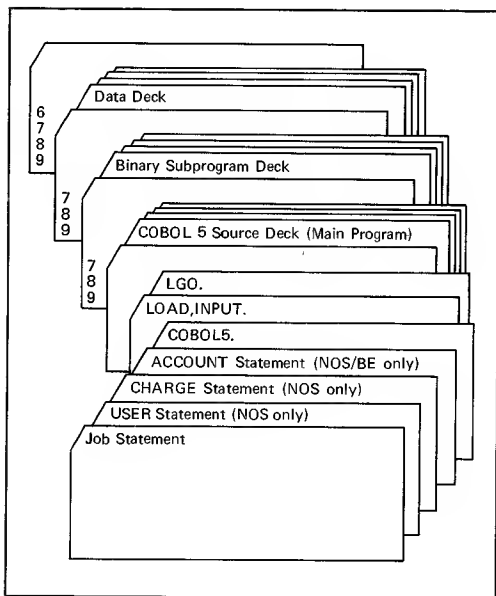 Data Deck
6
7
8
9
Binary Subprogram Deck
7
8
9
COBOL 5 Source Deck (Main Program)
7
8
9
LGO.
LOAD,INPUT.
COBOL5.
ACCOUNT Statement (NOS/BE only)
CHARGE Statement (NOS only)
USER Statement (NOS only)
Job Statement